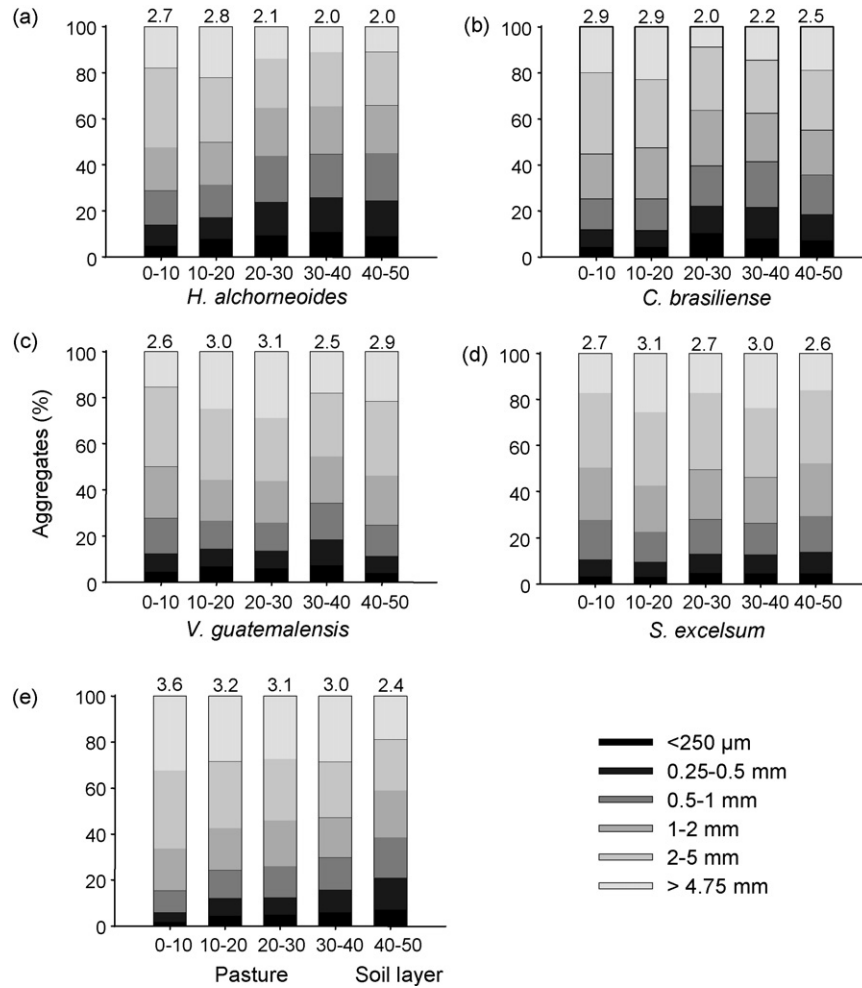 (a)
2.7 2.8 2.1 2.0 2.0
100
80
60
40
20
0
0-10 10-20 20-30 30-40 40-50
H. alchorneoides
(b)
2.9 2.9 2.0 2.2 2.5
100
80
60
40
20
0
0-10 10-20 20-30 30-40 40-50
C. brasiliense
Aggregates (%)
(c)
2.6 3.0 3.1 2.5 2.9
100
80
60
40
20
0
0-10 10-20 20-30 30-40 40-50
V. guatemalensis
(d)
2.7 3.1 2.7 3.0 2.6
100
80
60
40
20
0
0-10 10-20 20-30 30-40 40-50
S. excelsum
(e)
3.6 3.2 3.1 3.0 2.4
100
80
60
40
20
0
0-10 10-20 20-30 30-40 40-50
Pasture Soil layer
<250 µm
0.25-0.5 mm
0.5-1 mm
1-2 mm
2-5 mm
> 4.75 mm